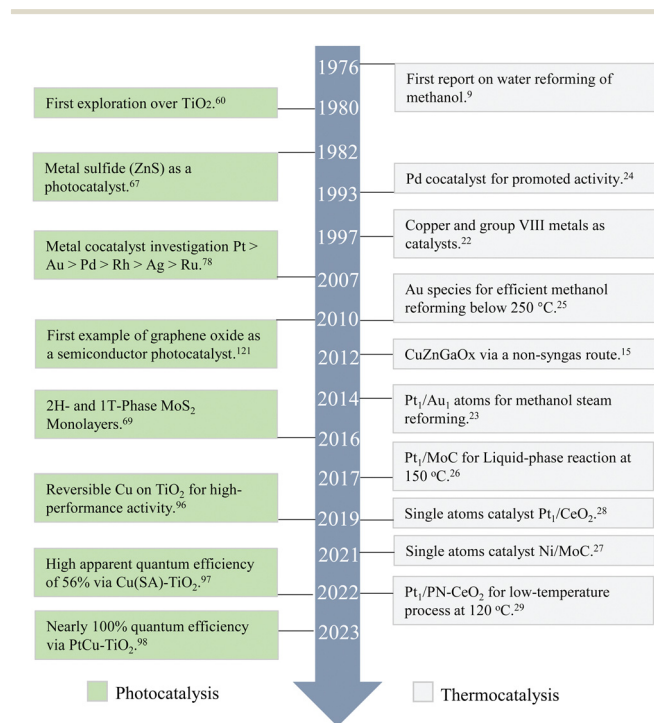 1976
First report on water reforming of
methanol.⁹
First exploration over TiO₂.⁶⁰
1980
1982
Metal sulfide (ZnS) as a
photocatalyst.⁶⁷
1993
Pd cocatalyst for promoted activity.²⁴
1997
Copper and group VIII metals as
catalysts.²²
Metal cocatalyst investigation Pt >
Au > Pd > Rh > Ag > Ru.⁷⁸
2007
Au species for efficient methanol
reforming below 250 °C.²⁵
2010
First example of graphene oxide as
a semiconductor photocatalyst.¹²¹
2012
CuZnGaOx via a non-syngas route.¹⁵
2014
Pt₁/Au₁ atoms for methanol steam
reforming.²³
2H- and 1T-Phase MoS₂
Monolayers.⁶⁹
2016
Pt₁/MoC for Liquid-phase reaction at
150 °C.²⁶
2017
Reversible Cu on TiO₂ for high-
performance activity.⁹⁶
2019
Single atoms catalyst Pt₁/CeO₂.²⁸
2021
Single atoms catalyst Ni/MoC.²⁷
High apparent quantum efficiency
of 56% via Cu(SA)-TiO₂.⁹⁷
2022
Pt₁/PN-CeO₂ for low-temperature
process at 120 °C.²⁹
Nearly 100% quantum efficiency
via PtCu-TiO₂.⁹⁸
2023
Photocatalysis
Thermocatalysis